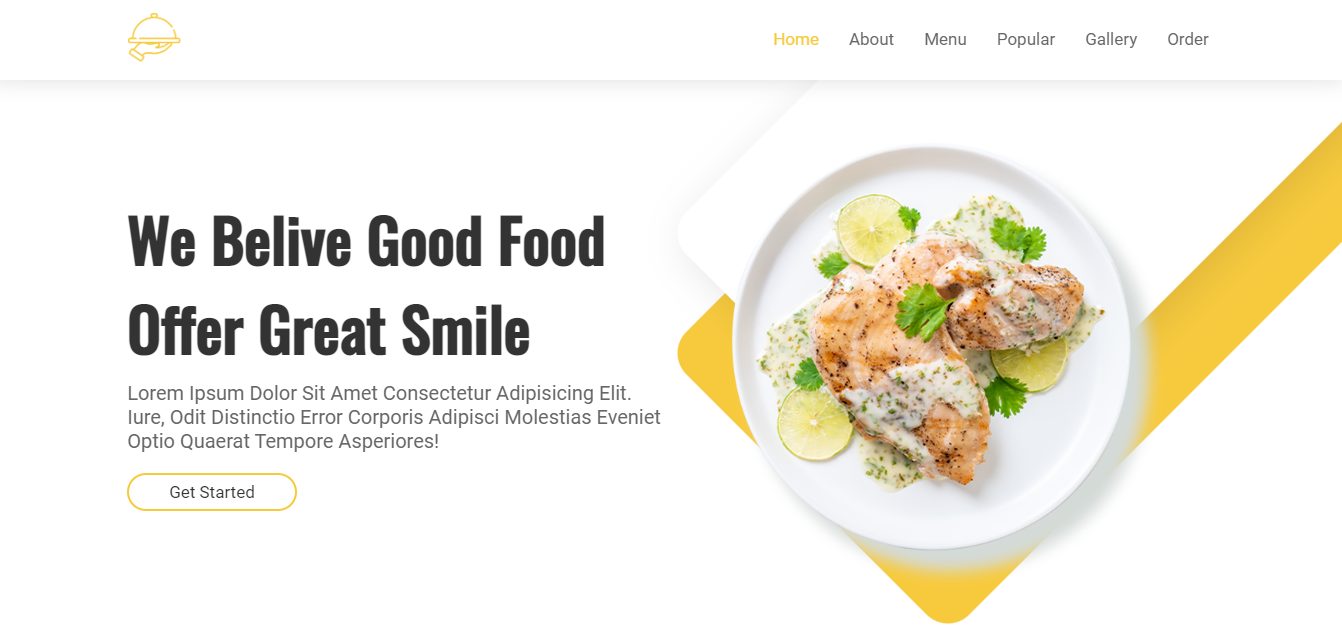 Home About Menu Popular Gallery Order
We Belive Good Food
Offer Great Smile
Lorem Ipsum Dolor Sit Amet Consectetur Adipisicing Elit.
Iure, Odit Distinctio Error Corporis Adipisci Molestias Eveniet
Optio Quaerat Tempore Asperiores!
Get Started